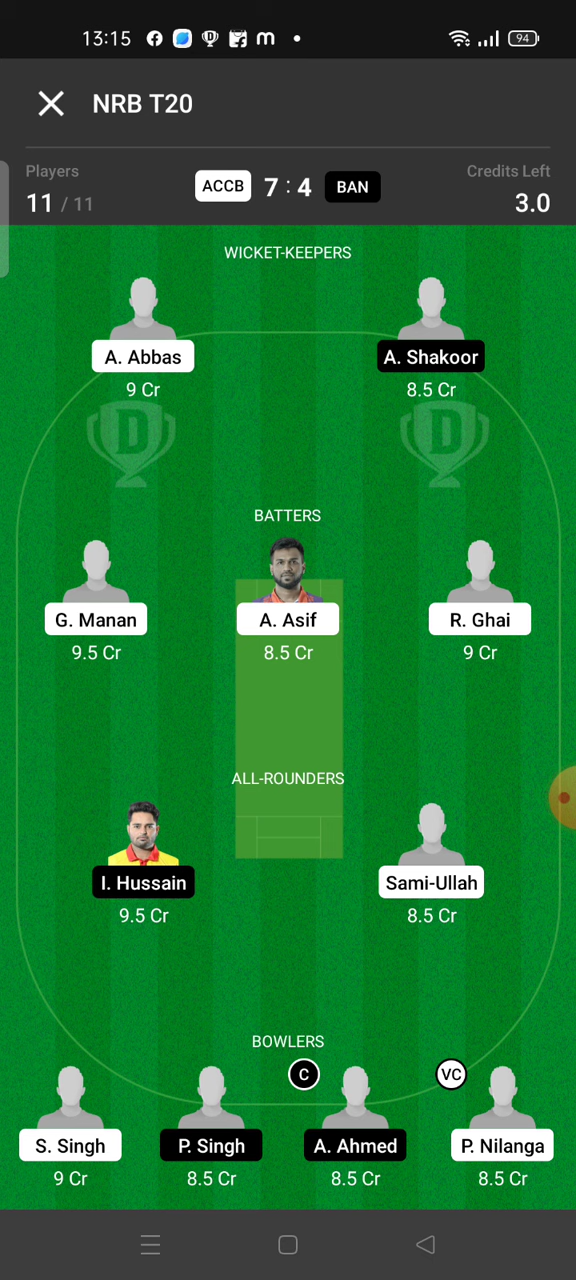 13:15
94
NRB T20
Players
Credits Left
11 / 11
ACCB 7 : 4 BAN
3.0
WICKET-KEEPERS
A. Abbas
A. Shakoor
9 Cr
8.5 Cr
D
D
BATTERS
G. Manan
A. Asif
R. Ghai
9.5 Cr
8.5 Cr
9 Cr
ALL-ROUNDERS
I. Hussain
Sami-Ullah
9.5 Cr
8.5 Cr
BOWLERS
C
VC
S. Singh
P. Singh
A. Ahmed
P. Nilanga
9 Cr
8.5 Cr
8.5 Cr
8.5 Cr